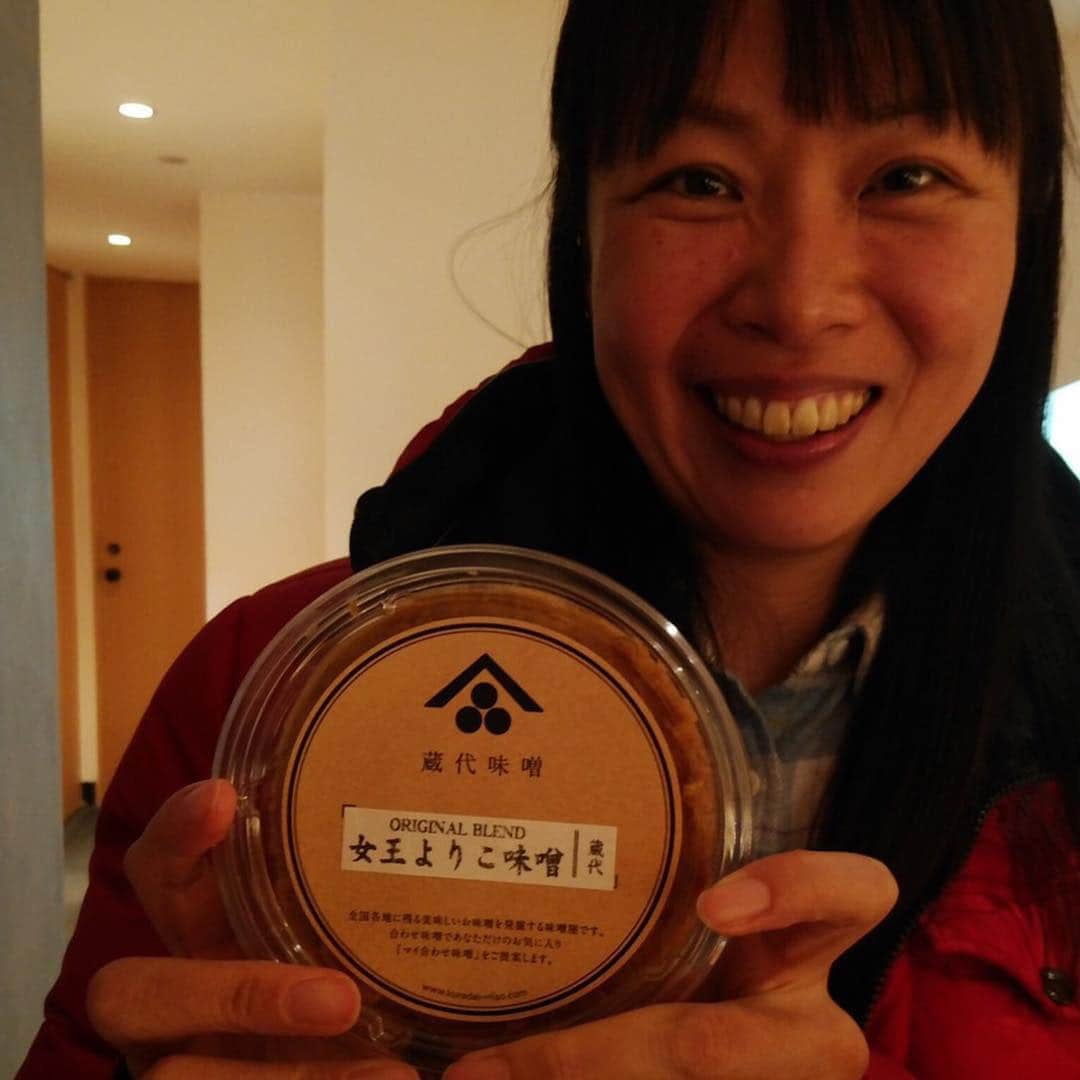 蔵代味噌
ORIGINAL BLEND
女王よりこ味噌
蔵代
全国各地に残る美味しいお味噌を発掘する味噌屋です。
合わせ味噌であなただけのお気に入り
「マイ合わせ味噌」をご提案します。
www.kuradai-miso.com